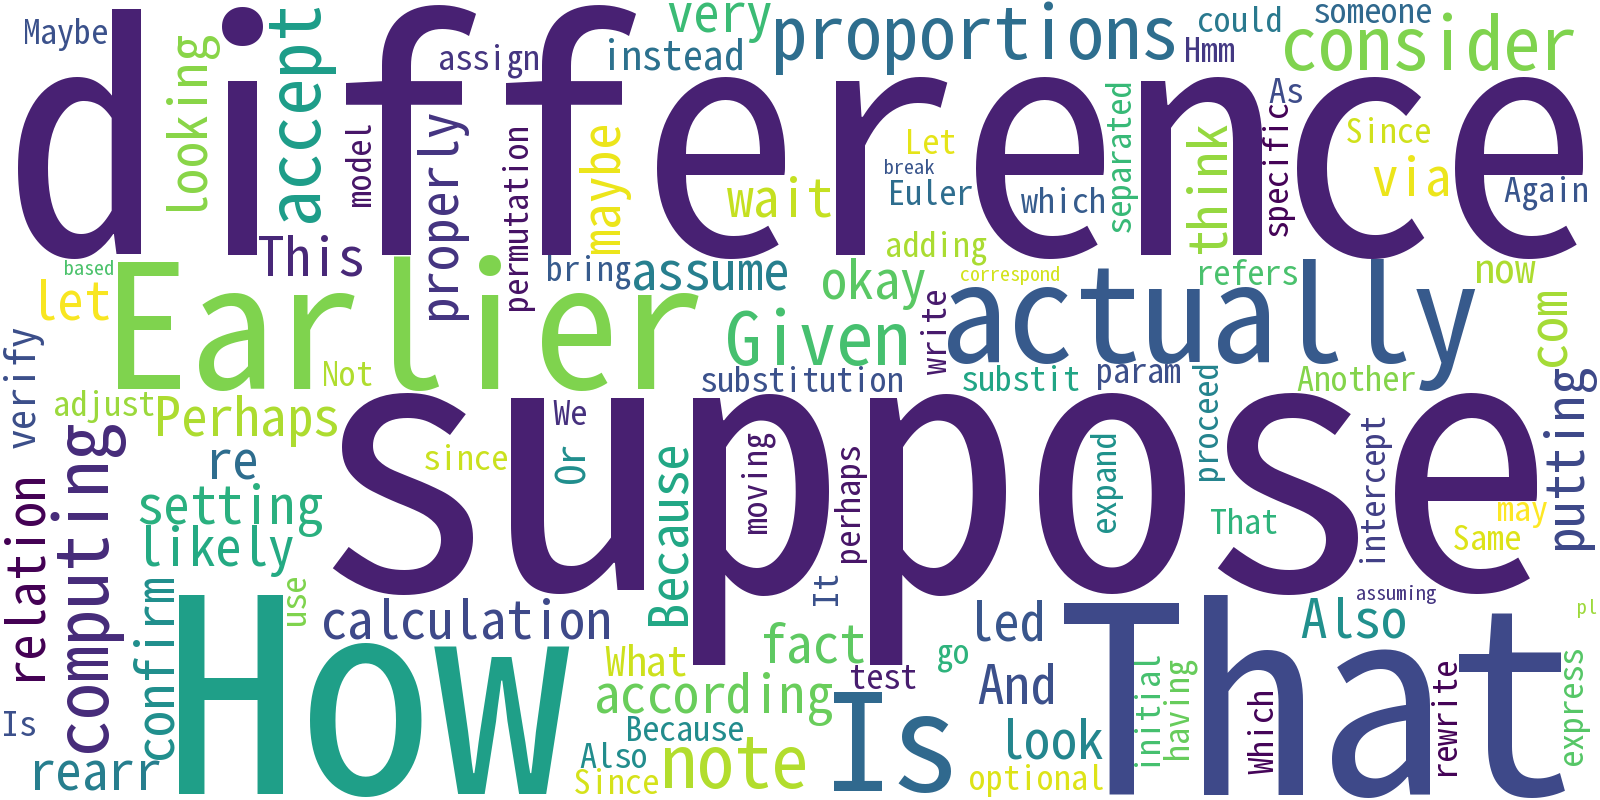 Maybe
looking
accept
difference
assign
instead
very
proportions
Hmm
could
someone
consider
As
model
properly
permutation
maybe
wait
Let
break
Euler
which
separated
think
specific
Since
via
Again
This
based
let
bring
assume
okay
adding
correspond
refers
now
com
Earlier
Given
write
actually
verify
Not
substitution
substit
param
Another
putting
adjust
Perhaps
We
suppose
re
since
Or
Because
moving
perhaps
expand
proceed
intercept
may
Same
That
relation
computing
setting
likely
confirm
use
How
calculation
It
assuming
pl
led
That
Also
What
fact
test
go
And
initial
having
Which
rewrite
express
according
Is
Is
Because
look
rearr
Also
Since
note
optional